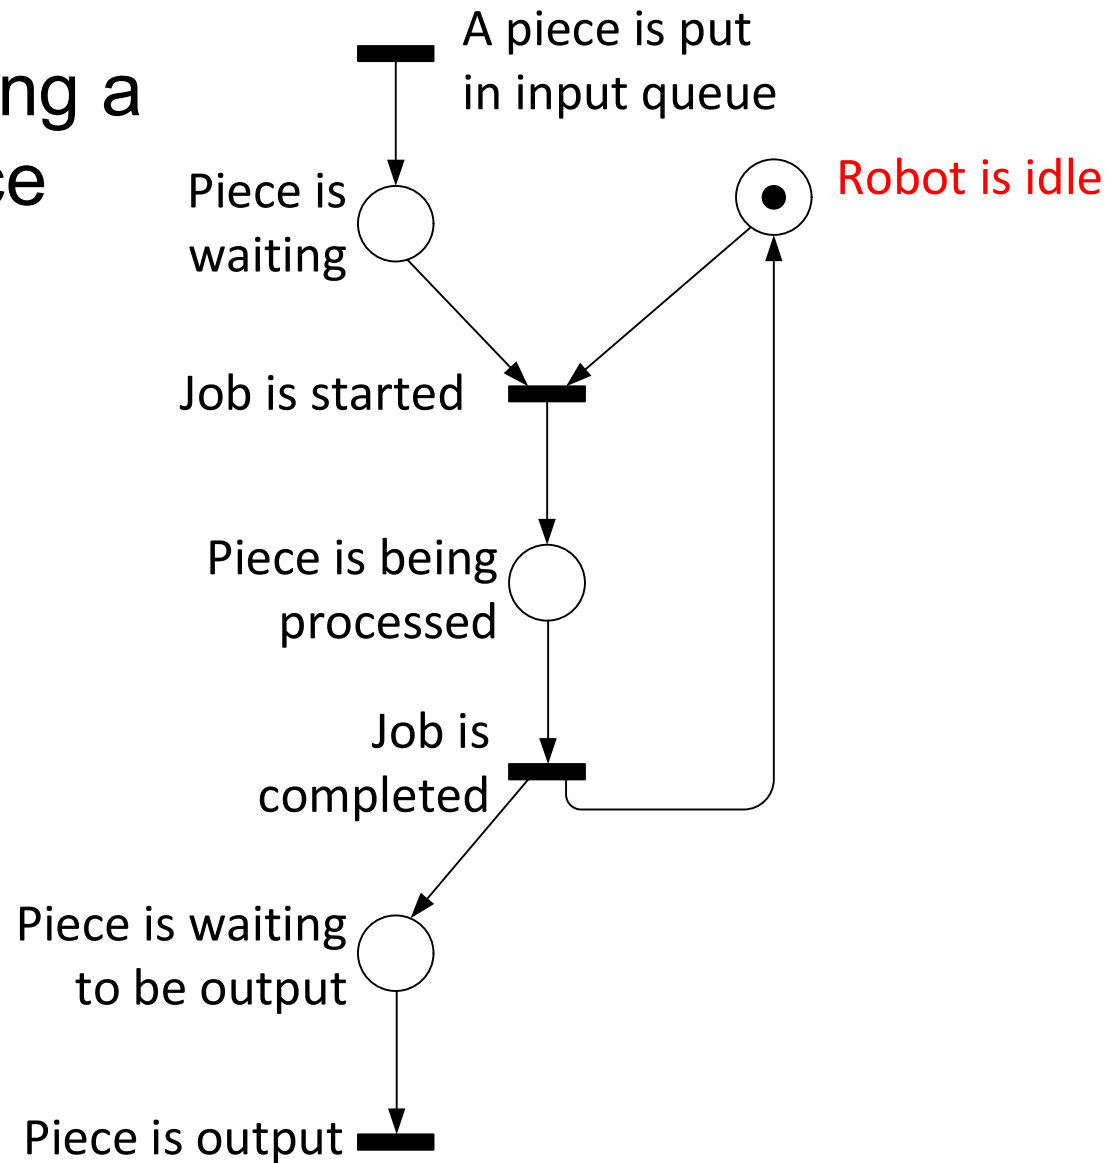 ng a
ce
A piece is put
in input queue
Piece is
waiting
Robot is idle
Job is started
Piece is being
processed
Job is
completed
Piece is waiting
to be output
Piece is output